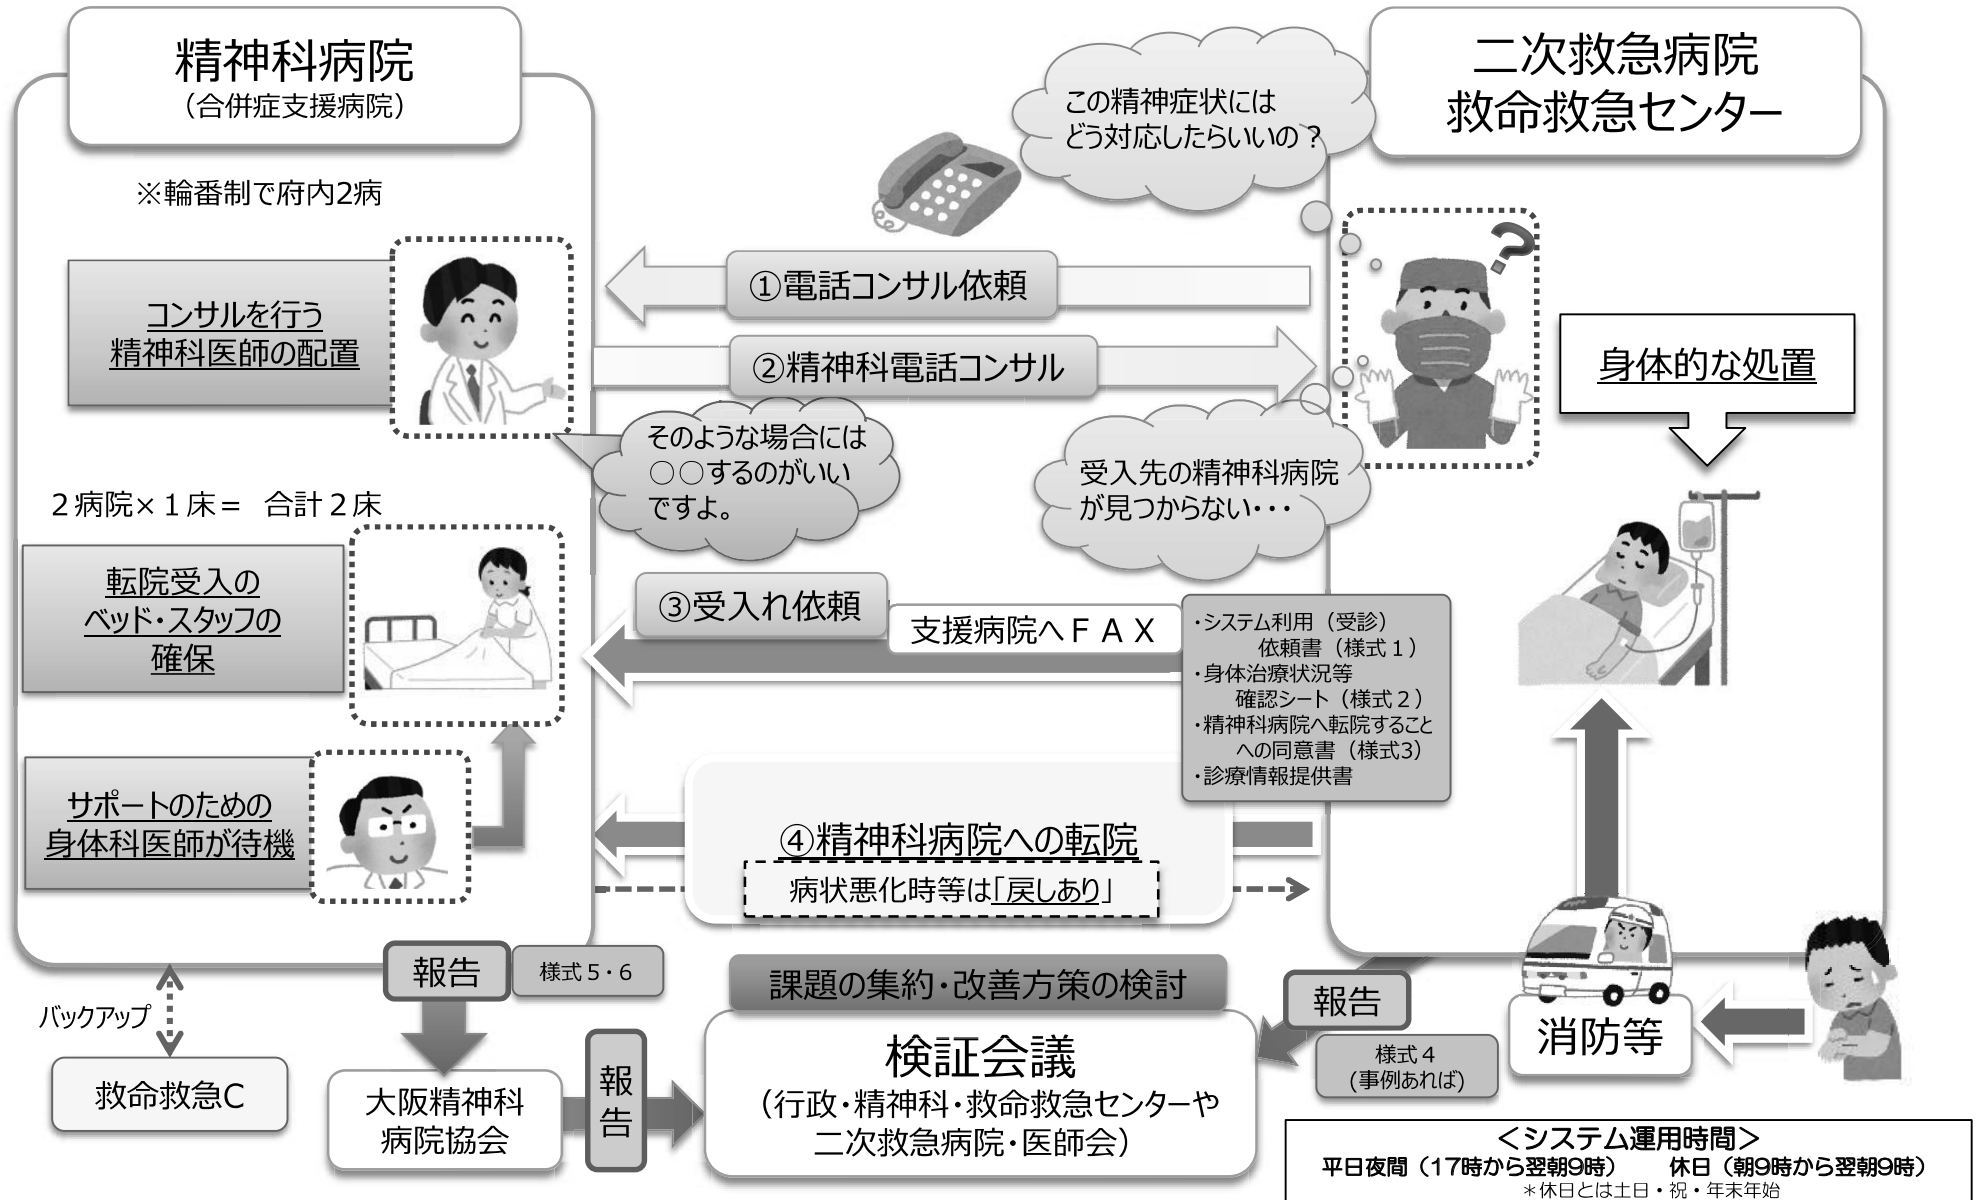 精神科病院
（合併症支援病院）
※輪番制で府内2病
コンサルを行う
精神科医師の配置
２病院×１床＝ 合計２床
転院受入の
ベッド・スタッフの
確保
サポートのための
身体科医師が待機
二次救急病院
救命救急センター
この精神症状には
どう対応したらいいの？
①電話コンサル依頼
②精神科電話コンサル
そのような場合には
○○するのがいい
ですよ。
受入先の精神科病院
が見つからない・・・
身体的な処置
③受入れ依頼
支援病院へＦＡＸ
・システム利用（受診）
依頼書（様式１）
・身体治療状況等
確認シート（様式２）
・精神科病院へ転院すること
への同意書（様式3）
・診療情報提供書
④精神科病院への転院
病状悪化時等は「戻しあり」
報告
様式５・６
バックアップ
救命救急C
大阪精神科
病院協会
報告
課題の集約・改善方策の検討
検証会議
（行政・精神科・救命救急センターや
二次救急病院・医師会）
報告
様式４
(事例あれば)
消防等
＜システム運用時間＞
平日夜間（17時から翌朝9時） 休日（朝9時から翌朝9時）
＊休日とは土日・祝・年末年始